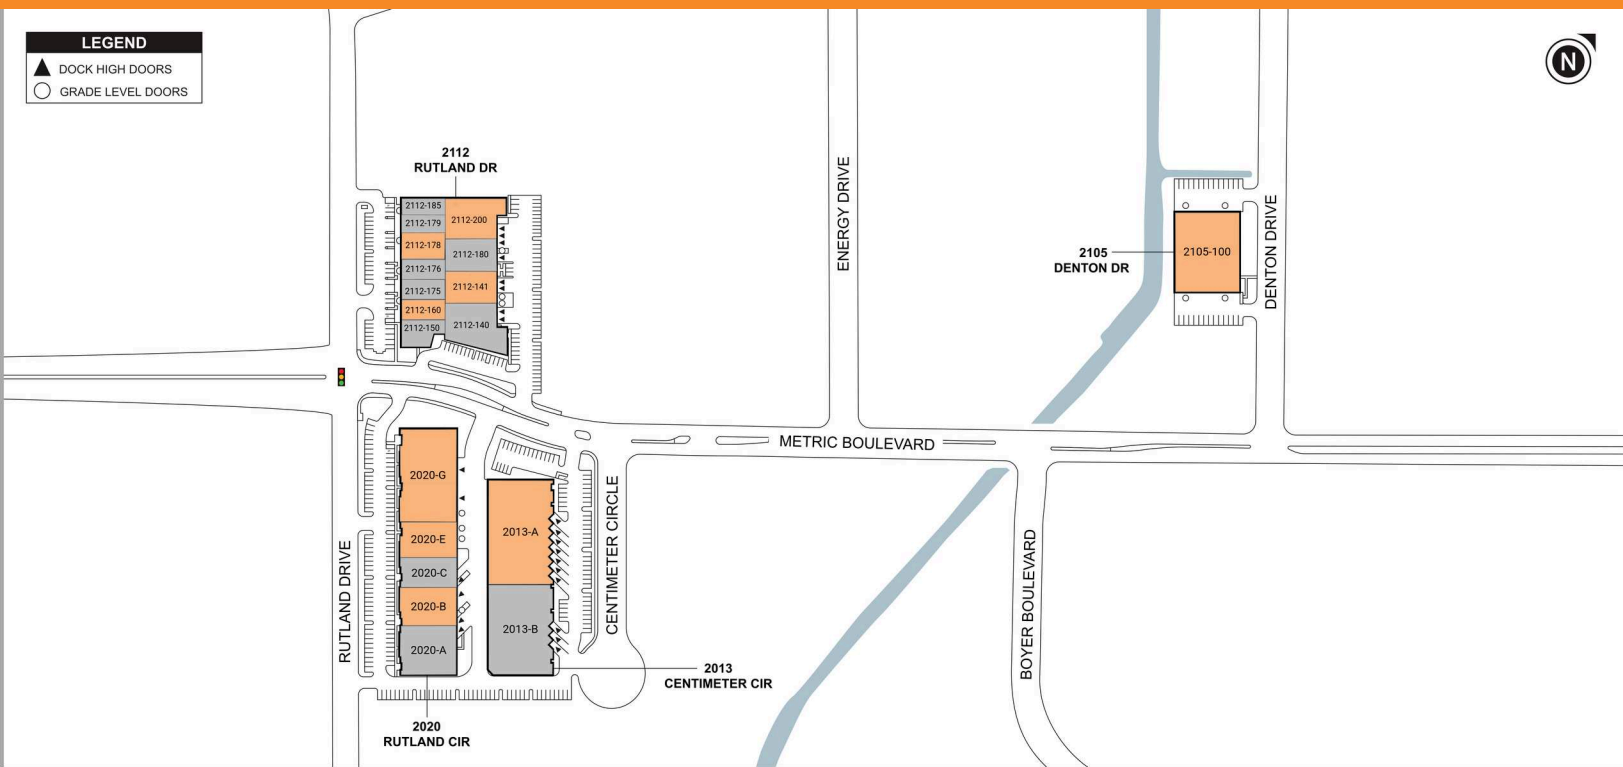 LEGEND
DOCK HIGH DOORS
GRADE LEVEL DOORS
N
2112
RUTLAND DR
2112-185
2112-179
2112-178
2112-176
2112-175
2112-160
2112-150
2112-200
2112-180
2112-141
2112-140
ENERGY DRIVE
2105
DENTON DR
2105-100
DENTON DRIVE
METRIC BOULEVARD
2020-G
2020-E
2020-C
2020-B
2020-A
2013-A
2013-B
RUTLAND DRIVE
CENTIMETER CIRCLE
BOYER BOULEVARD
2013
CENTIMETER CIR
2020
RUTLAND CIR